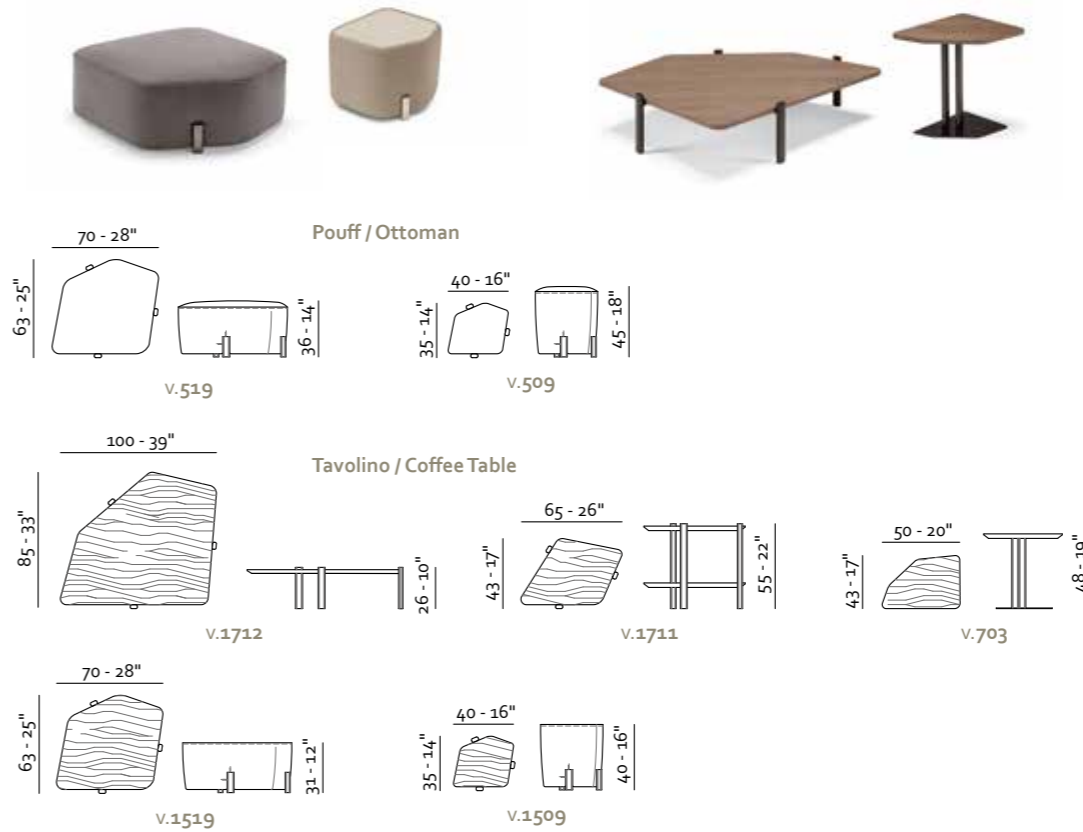 Pouff / Ottoman
70 - 28"
63 - 25"
36 - 14"
v.519
40 - 16"
35 - 14"
45 - 18"
v.509
Tavolino / Coffee Table
100 - 39"
85 - 33"
26 - 10"
v.1712
65 - 26"
43 - 17"
55 - 22"
v.1711
50 - 20"
43 - 17"
48 - 19"
v.703
70 - 28"
63 - 25"
31 - 12"
v.1519
40 - 16"
35 - 14"
40 - 16"
v.1509